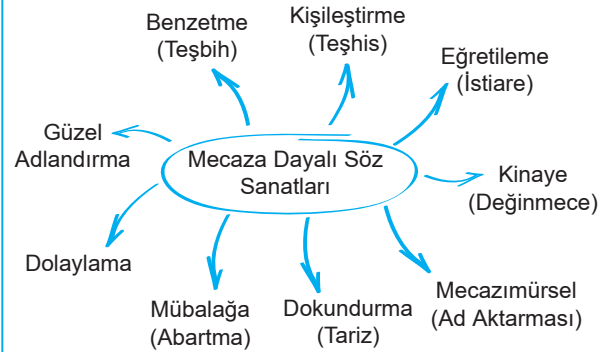 Benzetme
(Teşbih)
Kişileştirme
(Teşhis)
Eğretileme
(İstiare)
Güzel
Adlandırma
Mecaza Dayalı Söz
Sanatları
Kinaye
(Değinmece)
Dolaylama
Mübalağa
(Abartma)
Dokundurma
(Tariz)
Mecazımürsel
(Ad Aktarması)